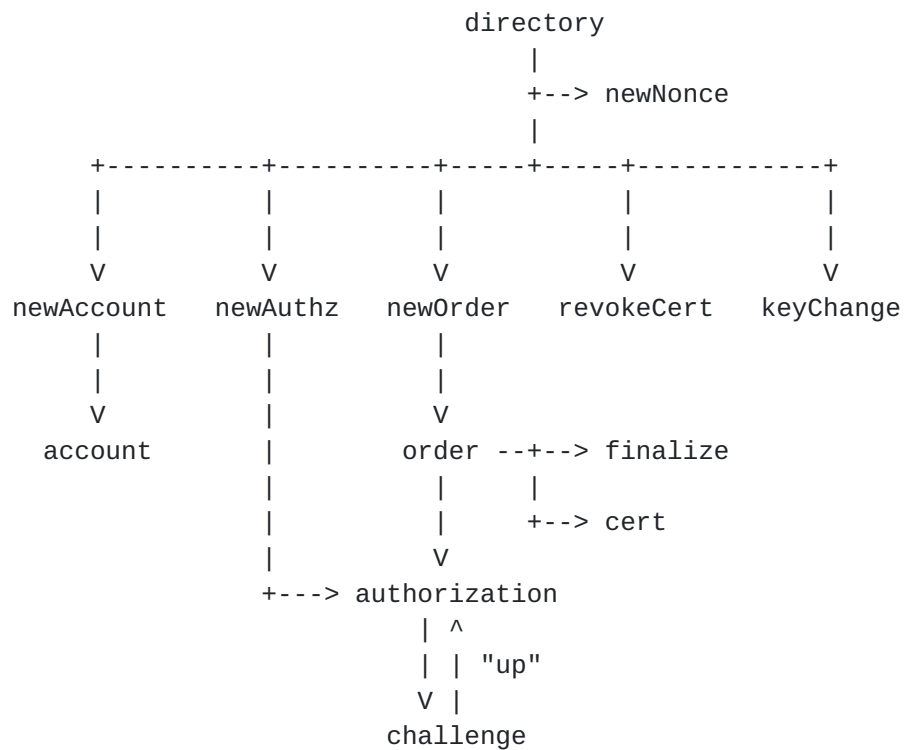 directory
                                   |
                                   +--> newNonce
                                   |
       +----------+----------+-----+-----+------------+
       |          |          |           |            |
       |          |          |           |            |
       V          V          V           V            V
  newAccount   newAuthz   newOrder   revokeCert   keyChange
       |          |          |
       |          |          |
       V          |          V
    account       |        order --+--> finalize
                  |          |     |
                  |          |     +--> cert
                  |          V
                  +---> authorization
                            | ^
                            | | "up"
                            V |
                          challenge